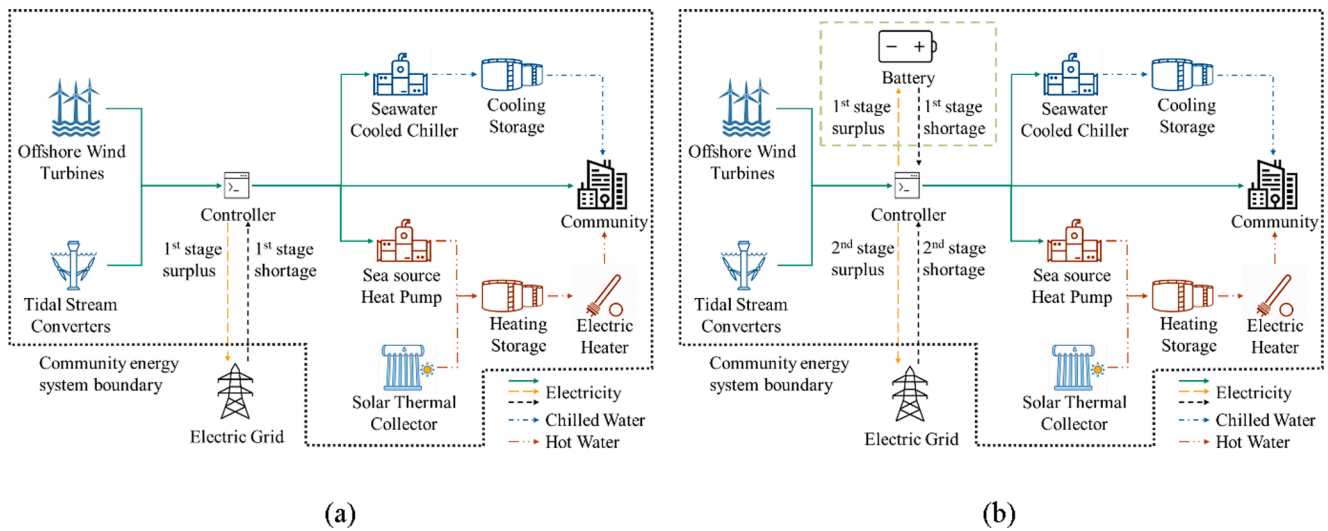 Offshore Wind
Turbines
Tidal Stream
Converters
Controller
1st stage
surplus
1st stage
shortage
Electric Grid
Community energy
system boundary
Seawater
Cooled Chiller
Cooling
Storage
Community
Sea source
Heat Pump
Heating
Storage
Electric
Heater
Solar Thermal
Collector
Electricity
Chilled Water
Hot Water
(a)
Battery
1st stage
surplus
1st stage
shortage
Offshore Wind
Turbines
Tidal Stream
Converters
Controller
2nd stage
surplus
2nd stage
shortage
Electric Grid
Community energy
system boundary
Seawater
Cooled Chiller
Cooling
Storage
Community
Sea source
Heat Pump
Heating
Storage
Electric
Heater
Solar Thermal
Collector
Electricity
Chilled Water
Hot Water
(b)